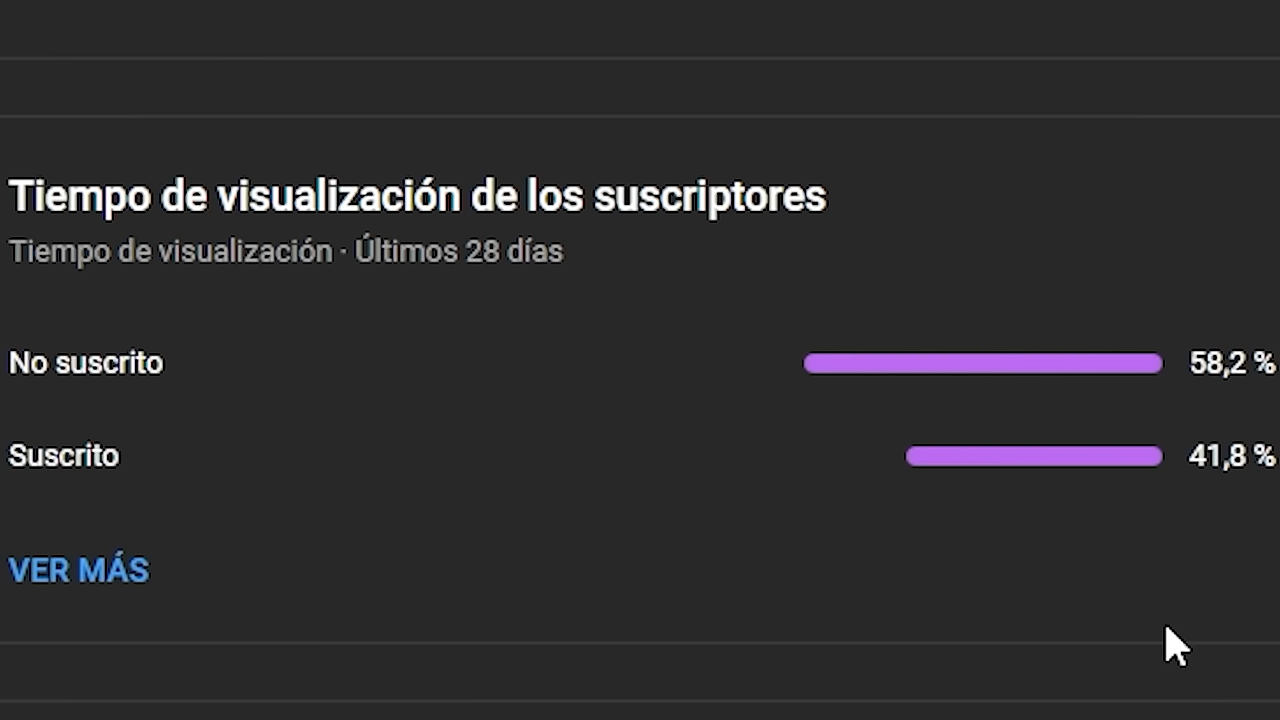 Tiempo de visualización de los suscriptores
Tiempo de visualización · Últimos 28 días
No suscrito 58,2 %
Suscrito 41,8 %
VER MÁS